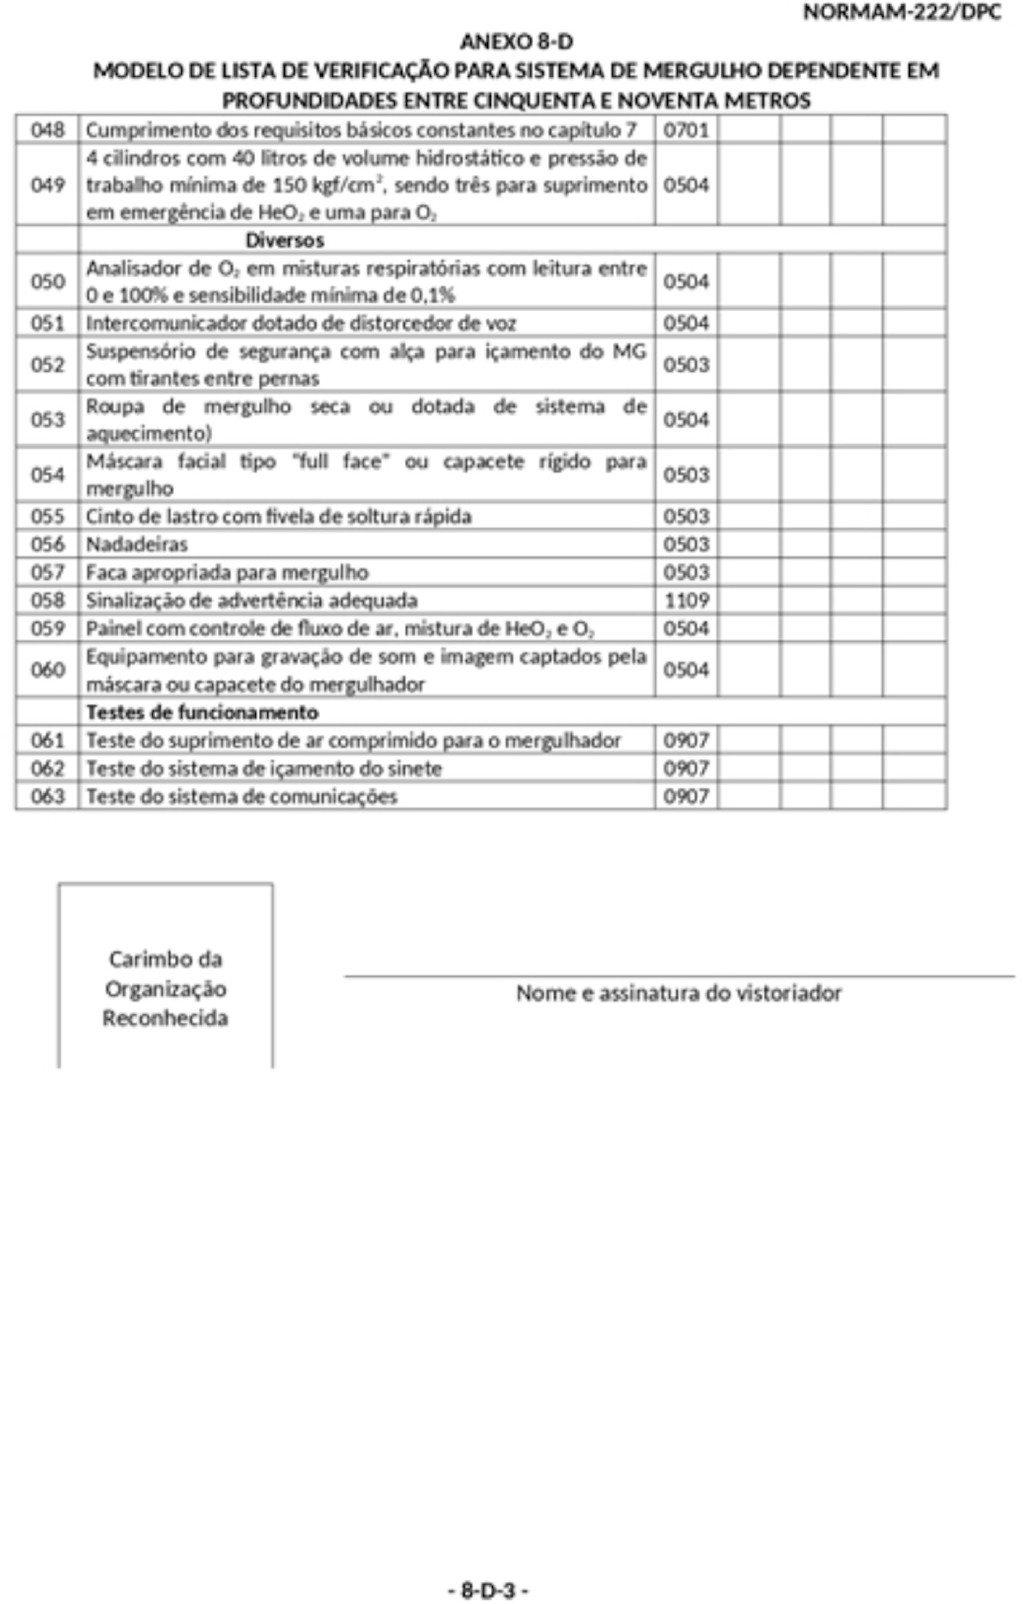 NORMAM-222/DPC
ANEXO 8-D
MODELO DE LISTA DE VERIFICAÇÃO PARA SISTEMA DE MERGULHO DEPENDENTE EM
PROFUNDIDADES ENTRE CINQUENTA E NOVENTA METROS
048 Cumprimento dos requisitos básicos constantes no capítulo 7 0701
4 cilindros com 40 litros de volume hidrostático e pressão de
049 trabalho mínima de 150 kgf/cm², sendo três para suprimento 0504
em emergência de HeO₂ e uma para O₂
Diversos
Analisador de O₂ em misturas respiratórias com leitura entre
050 0504
0 e 100% e sensibilidade mínima de 0,1%
051 Intercomunicador dotado de distorcedor de voz 0504
Suspensório de segurança com alça para içamento do MG
052 0503
com tirantes entre pernas
Roupa de mergulho seca ou dotada de sistema de
053 0504
aquecimento)
Máscara facial tipo "full face" ou capacete rígido para
054 0503
mergulho
055 Cinto de lastro com fivela de soltura rápida 0503
056 Nadadeiras 0503
057 Faca apropriada para mergulho 0503
058 Sinalização de advertência adequada 1109
059 Painel com controle de fluxo de ar, mistura de HeO₂ e O₂ 0504
Equipamento para gravação de som e imagem captados pela
060 0504
máscara ou capacete do mergulhador
Testes de funcionamento
061 Teste do suprimento de ar comprimido para o mergulhador 0907
062 Teste do sistema de içamento do sinete 0907
063 Teste do sistema de comunicações 0907
Carimbo da
Organização
Reconhecida
Nome e assinatura do vistoriador
- 8-D-3 -